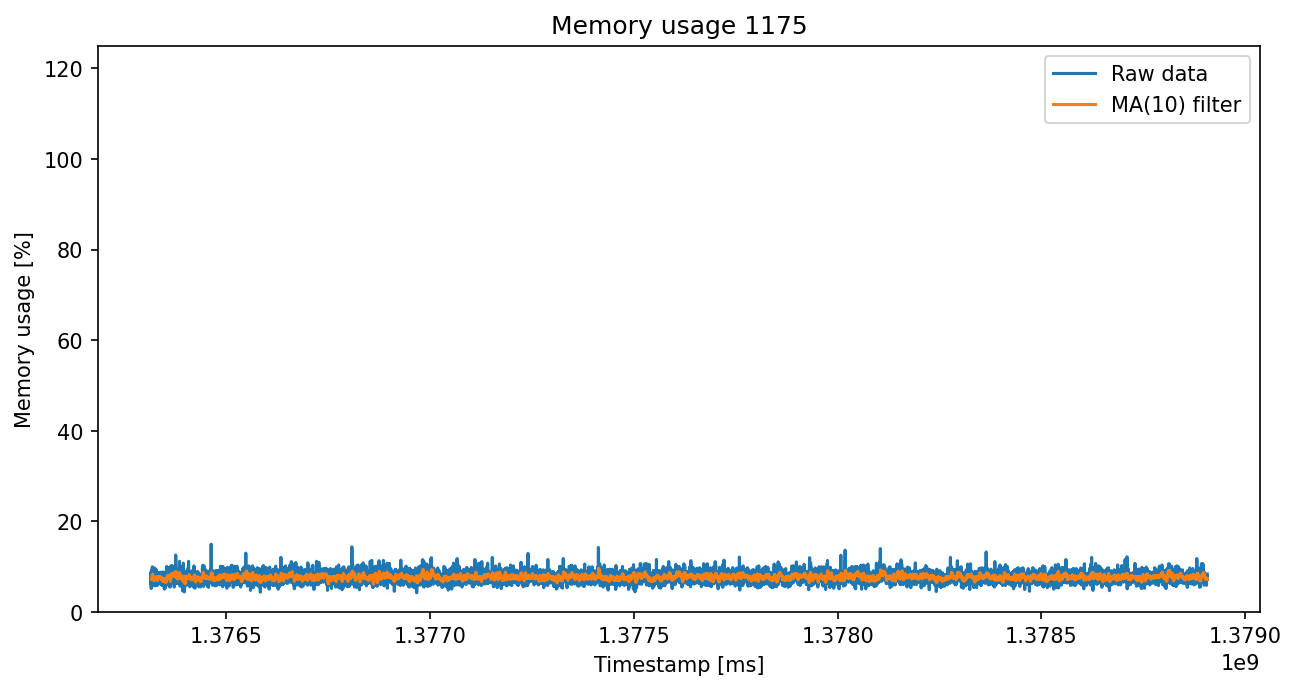 Memory usage 1175
Raw data
MA(10) filter
Memory usage [%]
120
100
80
60
40
20
0
1.3765 1.3770 1.3775 1.3780 1.3785 1.3790
1e9
Timestamp [ms]